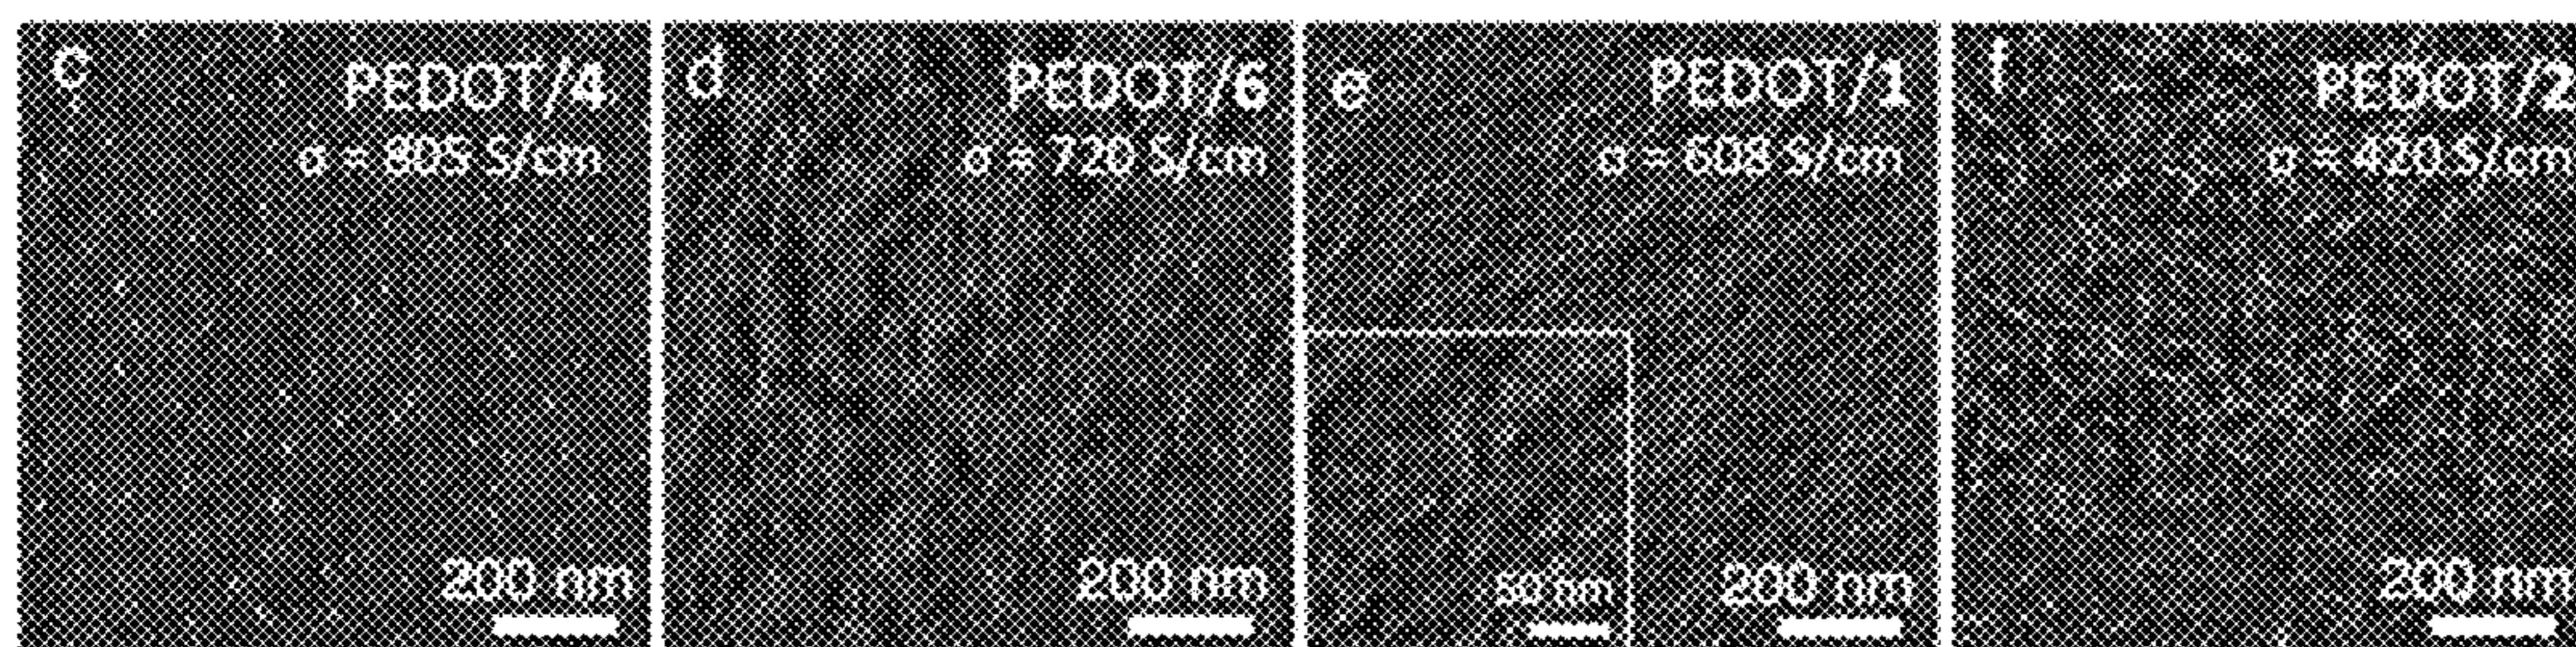 c
PEDOT/4
σ = 805 S/cm
200 nm
d
PEDOT/6
σ = 720 S/cm
200 nm
e
PEDOT/1
σ = 608 S/cm
50 nm
200 nm
f
PEDOT/2
σ = 420 S/cm
200 nm